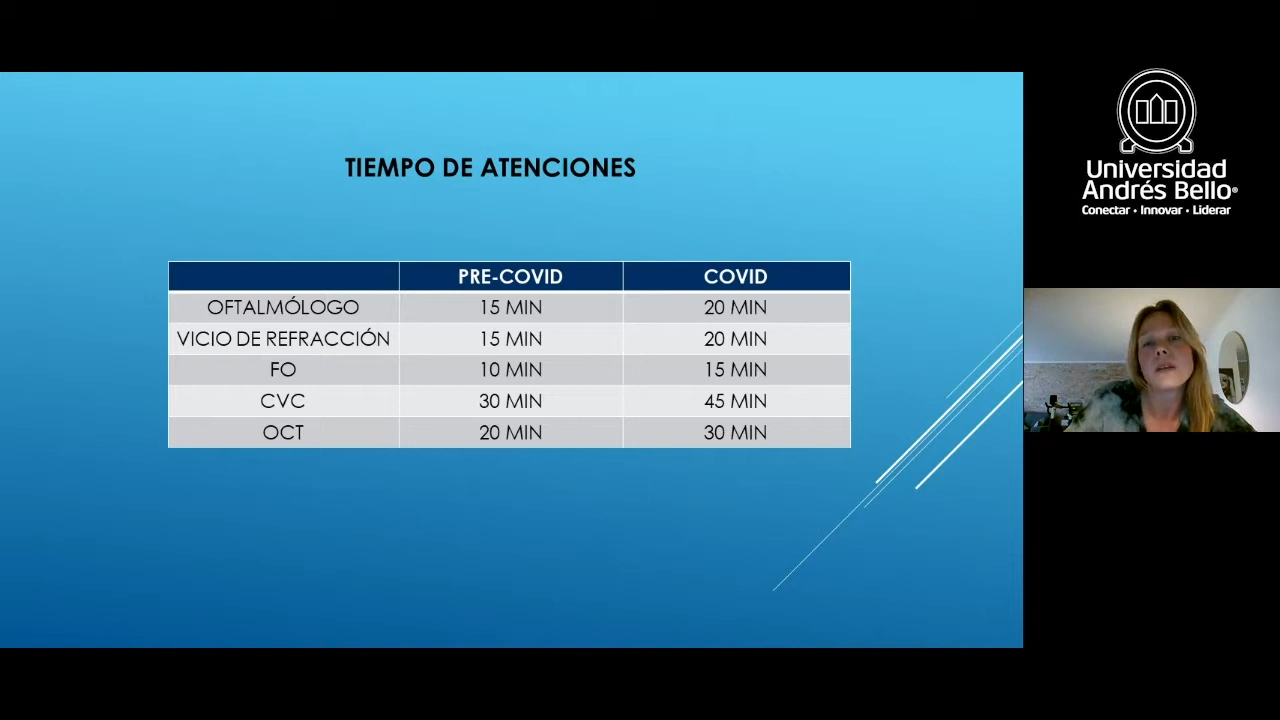 TIEMPO DE ATENCIONES
PRE-COVID COVID
OFTALMÓLOGO 15 MIN 20 MIN
VICIO DE REFRACCIÓN 15 MIN 20 MIN
FO 10 MIN 15 MIN
CVC 30 MIN 45 MIN
OCT 20 MIN 30 MIN
Universidad
Andrés Bello®
Conectar • Innovar • Liderar